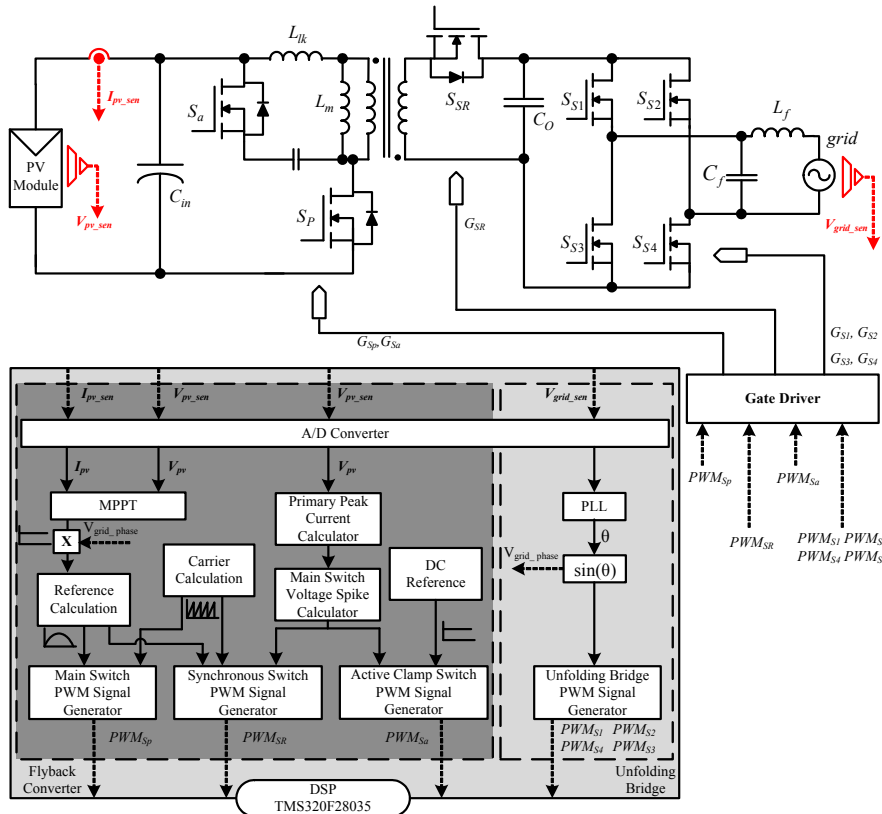 L_lk
I_pv_sen
S_a
L_m
S_SR
C_O
S_S1
S_S2
L_f
grid
PV
Module
C_in
V_pv_sen
S_P
G_SR
S_S3
S_S4
C_f
V_grid_sen
G_Sp, G_Sa
G_S1, G_S2
G_S3, G_S4
Gate Driver
I_pv_sen
V_pv_sen
V_pv_sen
V_grid_sen
A/D Converter
I_pv
V_pv
V_pv
MPPT
Primary Peak
Current
Calculator
PLL
θ
X
V_grid_phase
V_grid_phase
sin(θ)
Reference
Calculation
Carrier
Calculation
Main Switch
Voltage Spike
Calculator
DC
Reference
Main Switch
PWM Signal
Generator
Synchronous Switch
PWM Signal
Generator
Active Clamp Switch
PWM Signal
Generator
Unfolding Bridge
PWM Signal
Generator
PWM_Sp
PWM_SR
PWM_Sa
PWM_S1 PWM_S2
PWM_S4 PWM_S3
PWM_Sp
PWM_Sa
PWM_SR
PWM_S1 PWM_S
PWM_S4 PWM_S
Flyback
Converter
Unfolding
Bridge
DSP
TMS320F28035